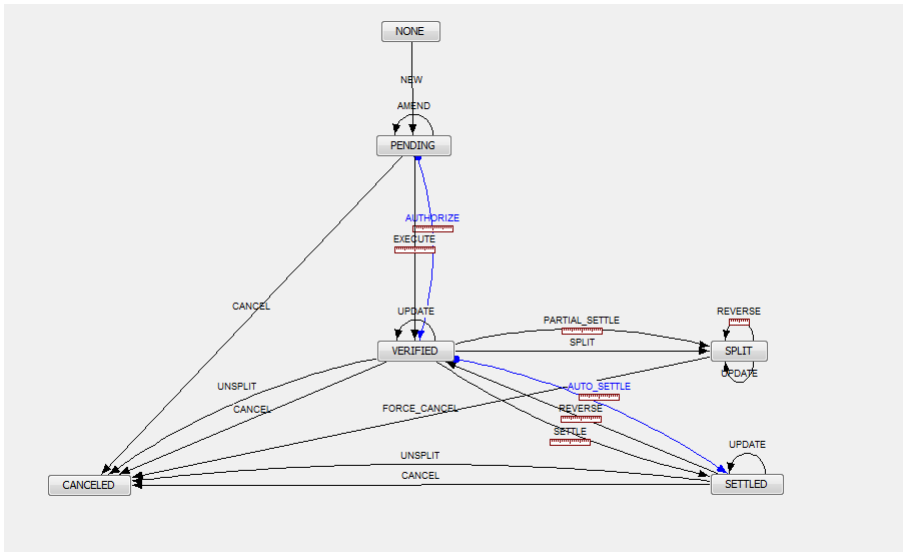 NONE
NEW
AMEND
PENDING
AUTHORIZE
EXECUTE
CANCEL
UPDATE
VERIFIED
PARTIAL_SETTLE
SPLIT
REVERSE
SPLIT
UPDATE
UNSPLIT
CANCEL
FORCE_CANCEL
AUTO_SETTLE
REVERSE
SETTLE
UPDATE
UNSPLIT
CANCEL
CANCELED
SETTLED